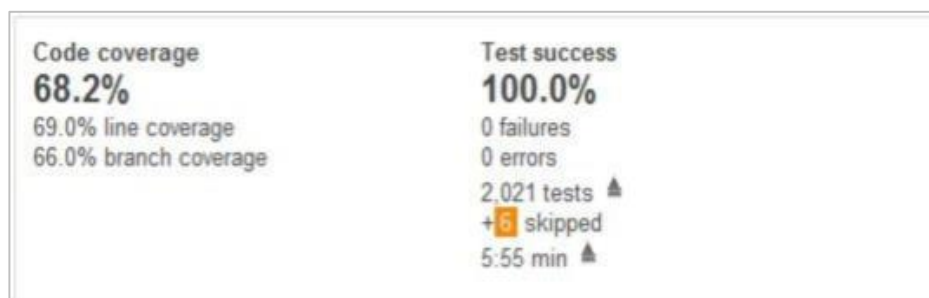 Code coverage
68.2%
69.0% line coverage
66.0% branch coverage
Test success
100.0%
0 failures
0 errors
2,021 tests
+6 skipped
5:55 min